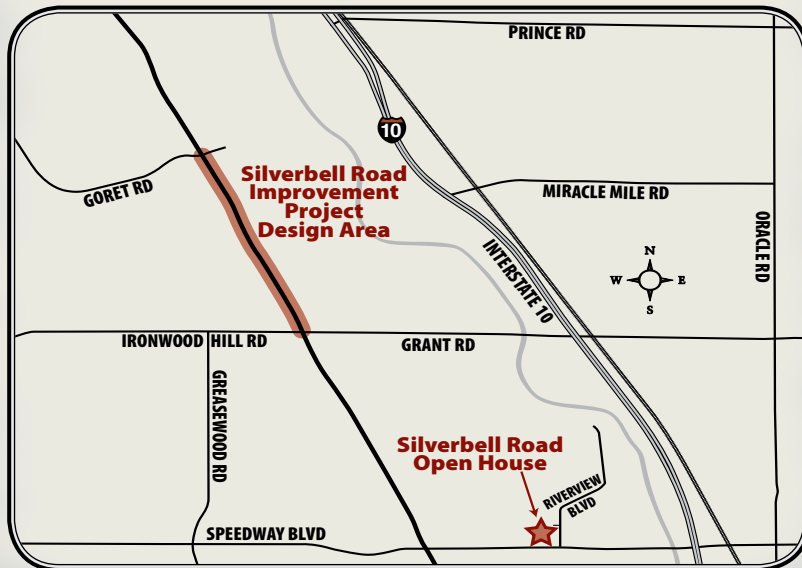 PRINCE RD
10
Silverbell Road
Improvement
Project
Design Area
GORET RD
MIRACLE MILE RD
ORACLE RD
INTERSTATE 10
N
W E
S
IRONWOOD HILL RD
GRANT RD
GREASEWOOD RD
Silverbell Road
Open House
RIVERVIEW
BLVD
SPEEDWAY BLVD